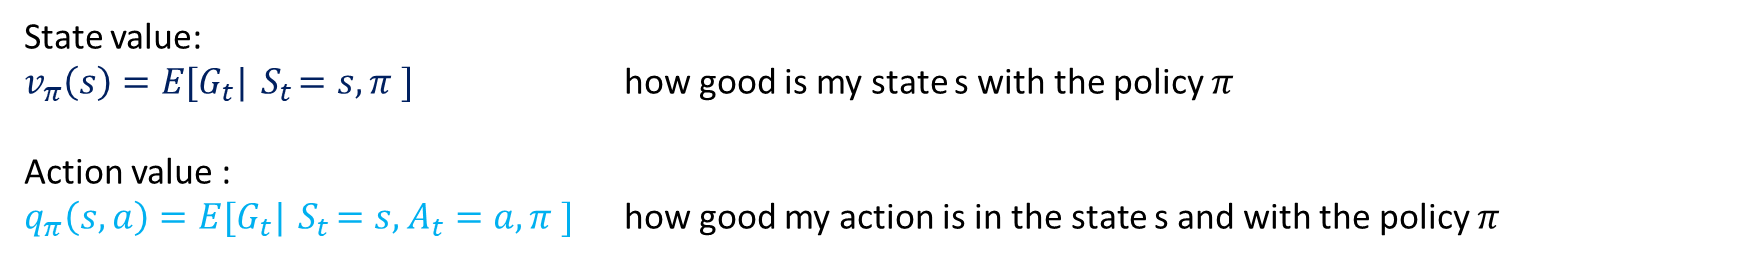 State value:
𝑣𝜋(𝑠) = 𝐸[𝐺𝑡| 𝑆𝑡 = 𝑠, 𝜋 ] how good is my state s with the policy 𝜋
Action value :
𝑞𝜋(𝑠, 𝑎) = 𝐸[𝐺𝑡| 𝑆𝑡 = 𝑠, 𝐴𝑡 = 𝑎, 𝜋 ] how good my action is in the state s and with the policy 𝜋